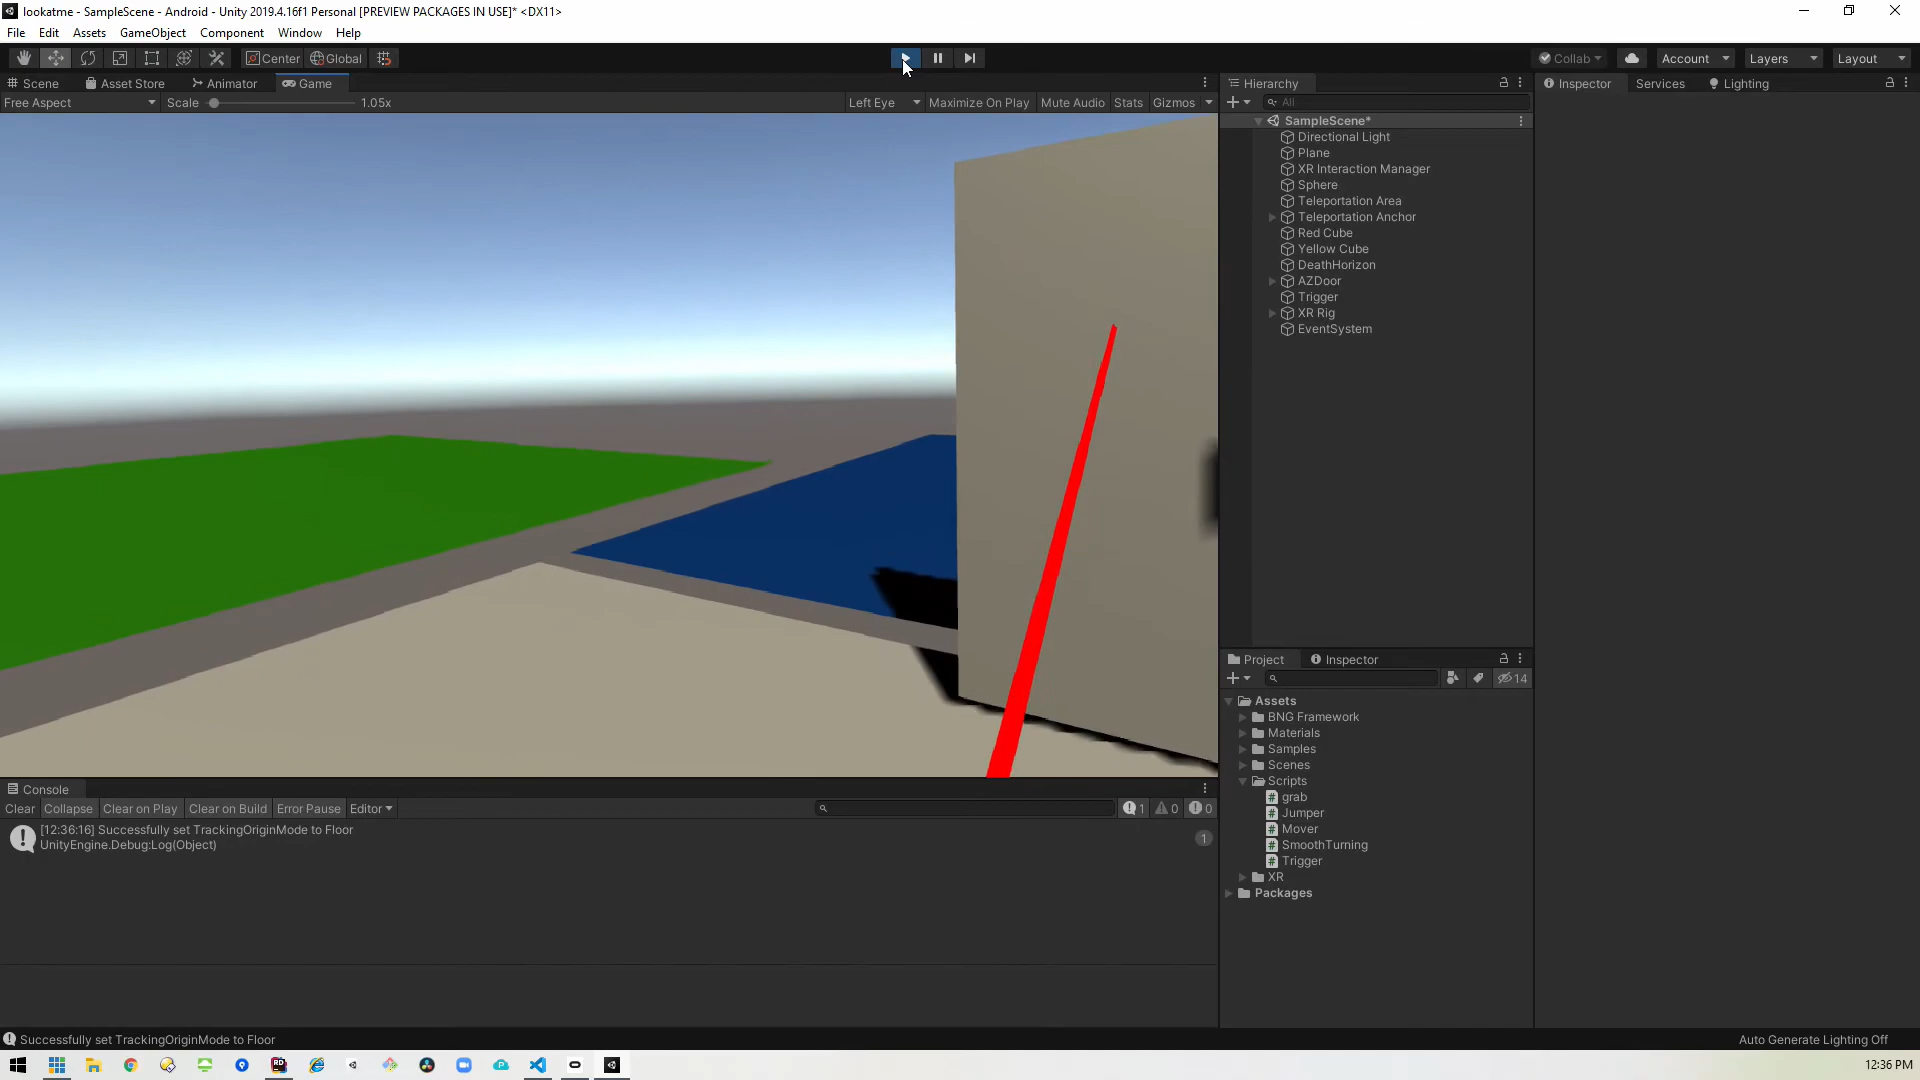 lookatme - SampleScene - Android - Unity 2019.4.16f1 Personal [PREVIEW PACKAGES IN USE]* <DX11>
File Edit Assets GameObject Component Window Help
Center Global Collab Account Layers Layout
Scene Asset Store Animator Game
Free Aspect Scale 1.05x Left Eye Maximize On Play Mute Audio Stats Gizmos
Hierarchy
All
SampleScene*
Directional Light
Plane
XR Interaction Manager
Sphere
Teleportation Area
Teleportation Anchor
Red Cube
Yellow Cube
DeathHorizon
AZDoor
Trigger
XR Rig
EventSystem
Inspector Services Lighting
Project Inspector
14
Assets
BNG Framework
Materials
Samples
Scenes
Scripts
grab
Jumper
Mover
SmoothTurning
Trigger
XR
Packages
Console
Clear Collapse Clear on Play Clear on Build Error Pause Editor 1 0 0
[12:36:16] Successfully set TrackingOriginMode to Floor
UnityEngine.Debug:Log(Object)
1
Successfully set TrackingOriginMode to Floor
Auto Generate Lighting Off
12:36 PM